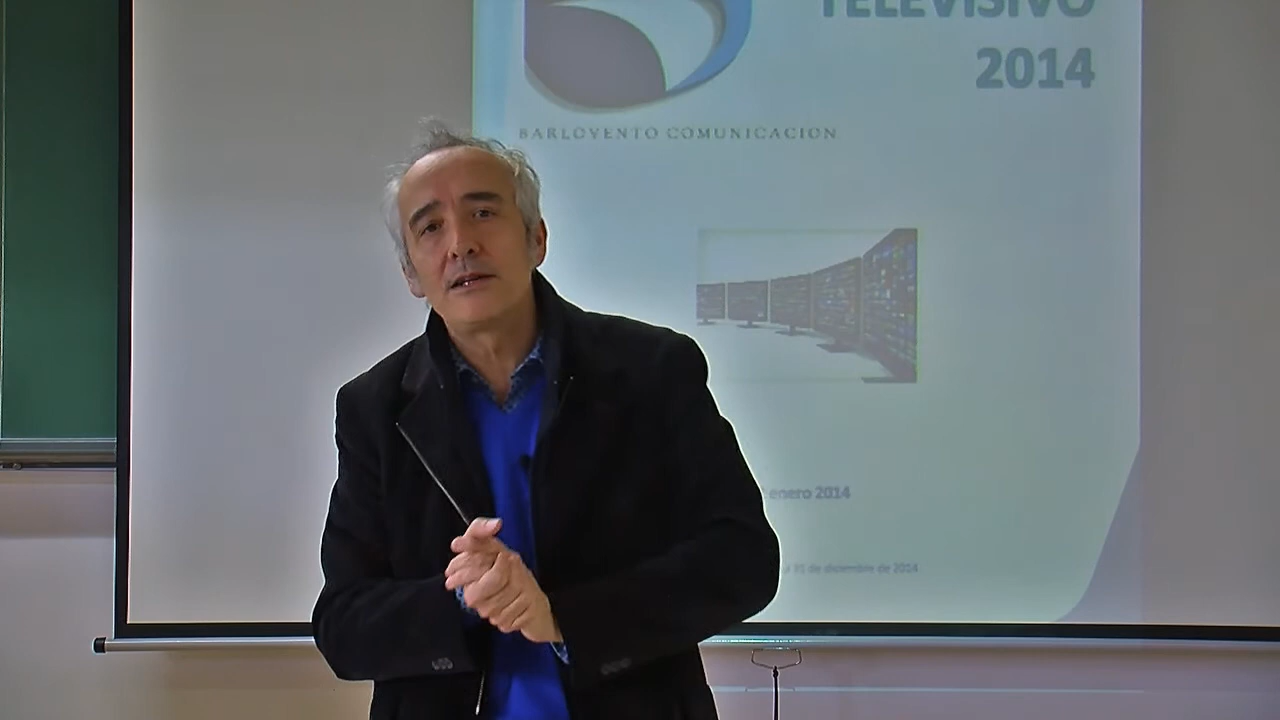 TELEVISIVO
2014
BARLOVENTO COMUNICACION
enero 2014
31 de diciembre de 2014